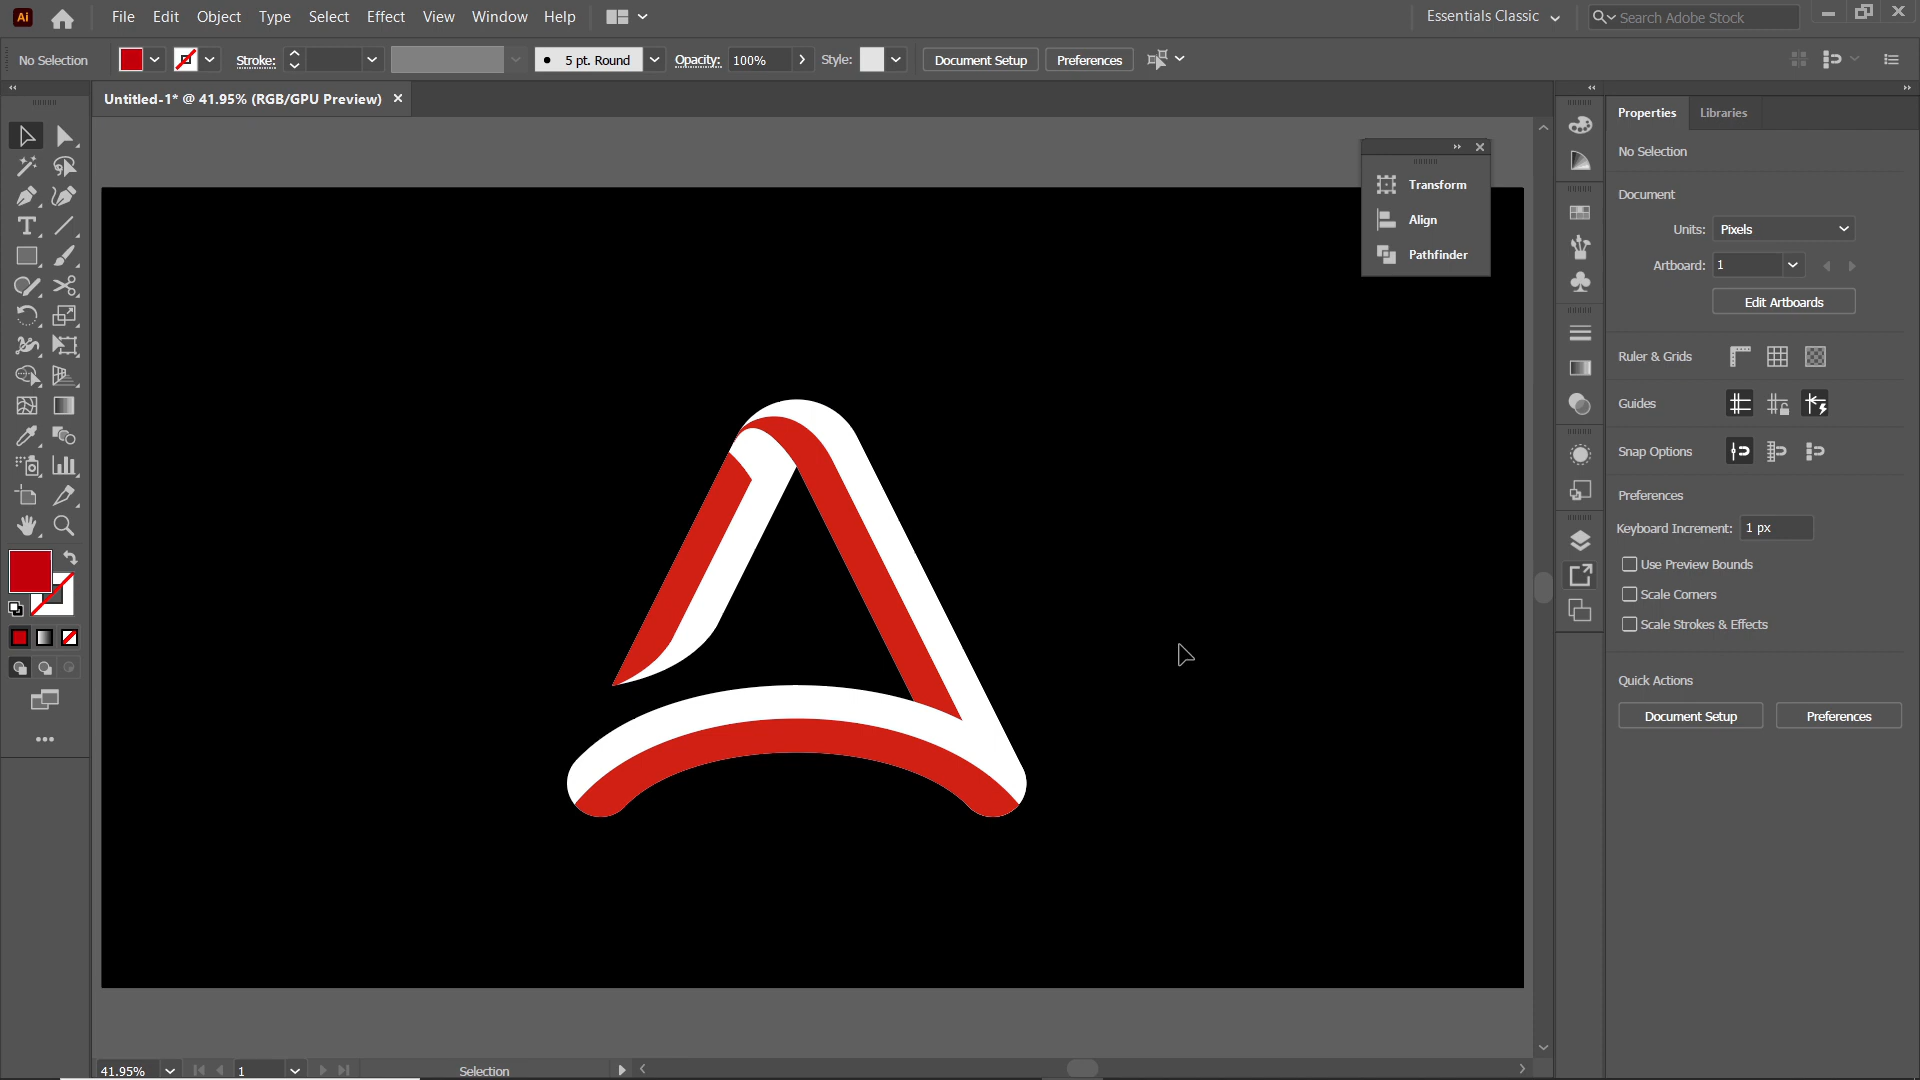 Ai
File Edit Object Type Select Effect View Window Help
Essentials Classic
Search Adobe Stock
No Selection
Stroke:
5 pt. Round
Opacity: 100%
Style:
Document Setup
Preferences
Untitled-1* @ 41.95% (RGB/GPU Preview)
Transform
Align
Pathfinder
Properties Libraries
No Selection
Document
Units: Pixels
Artboard: 1
Edit Artboards
Ruler & Grids
Guides
Snap Options
Preferences
Keyboard Increment: 1 px
Use Preview Bounds
Scale Corners
Scale Strokes & Effects
Quick Actions
Document Setup Preferences
41.95% 1 Selection